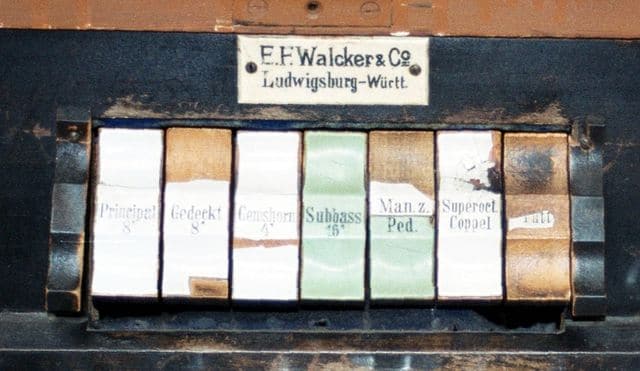 E.F. Walcker & Co
Ludwigsburg-Württ.
Principal
8'
Gedeckt
8'
Gemshorn
4'
Subbass
16'
Man. z.
Ped.
Superoct.
Coppel